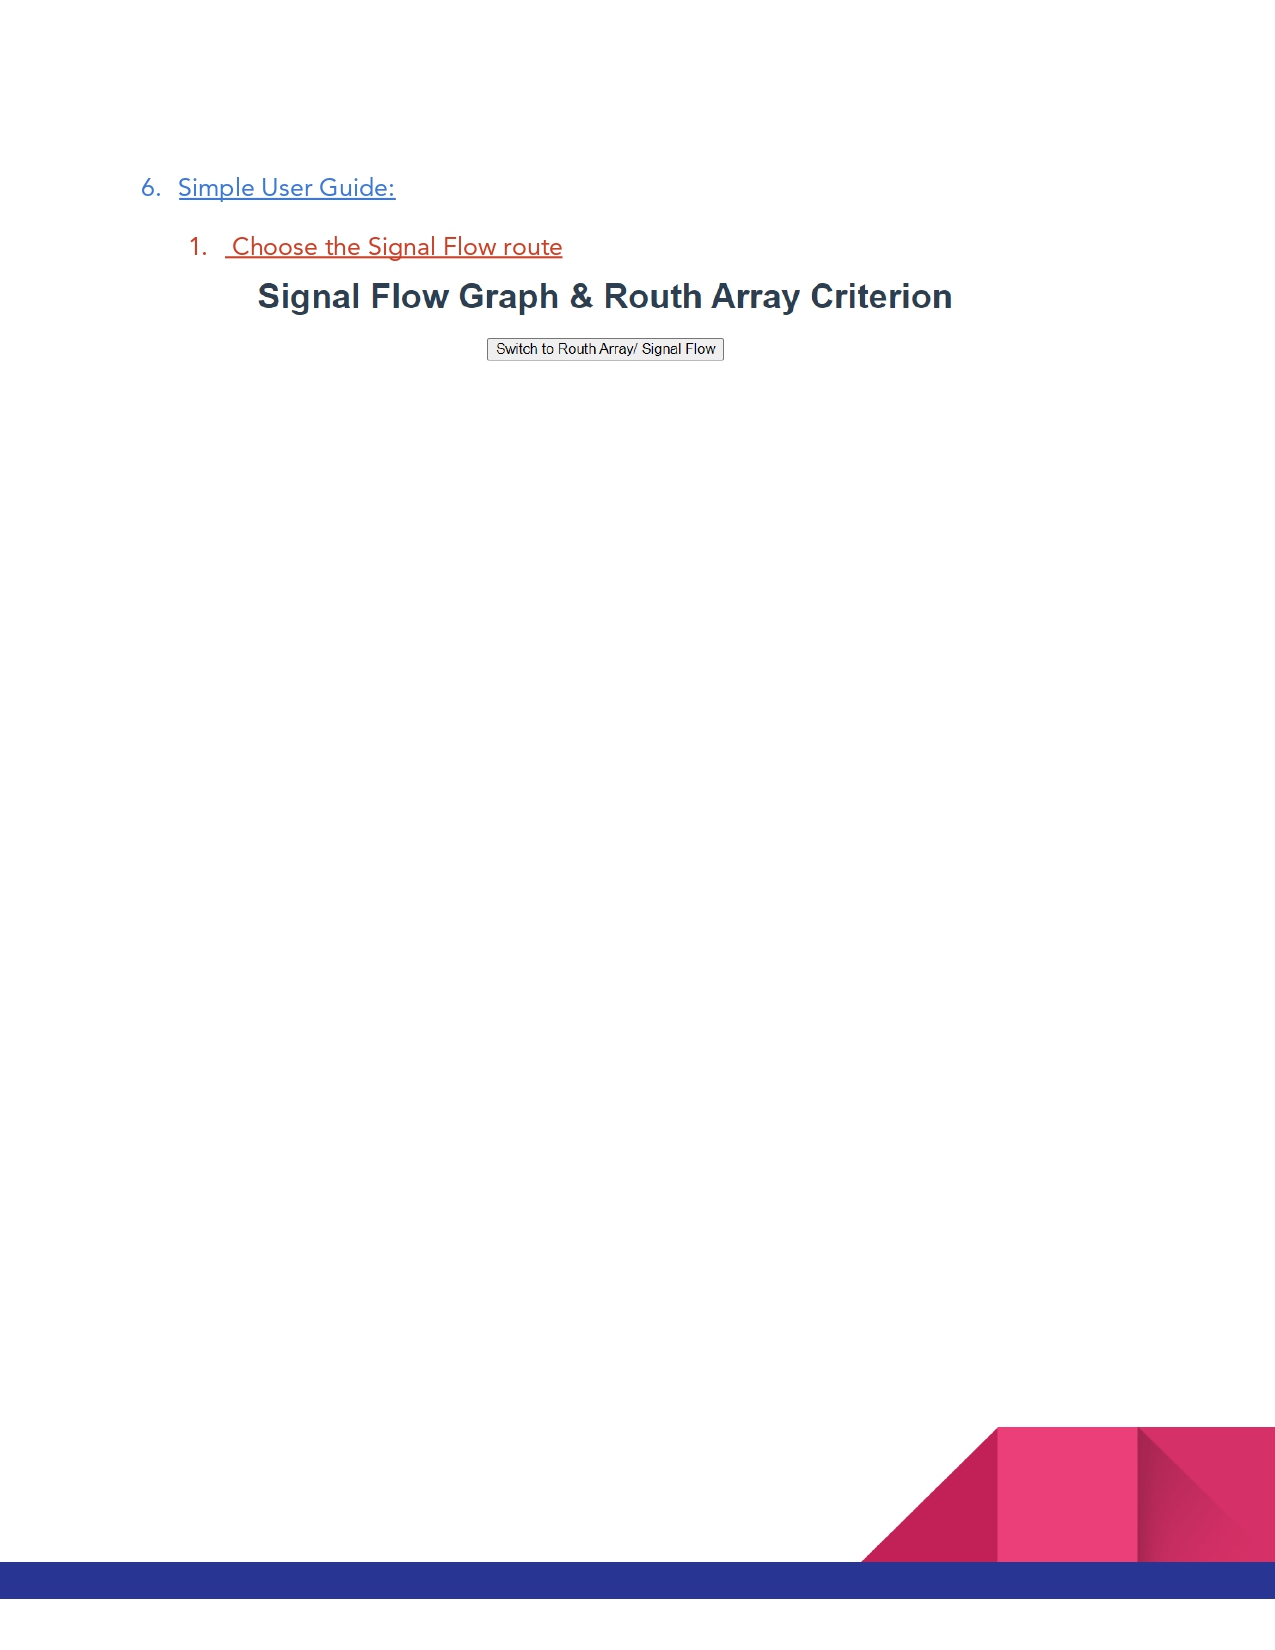 6. Simple User Guide:
1. Choose the Signal Flow route
Signal Flow Graph & Routh Array Criterion
Switch to Routh Array/ Signal Flow